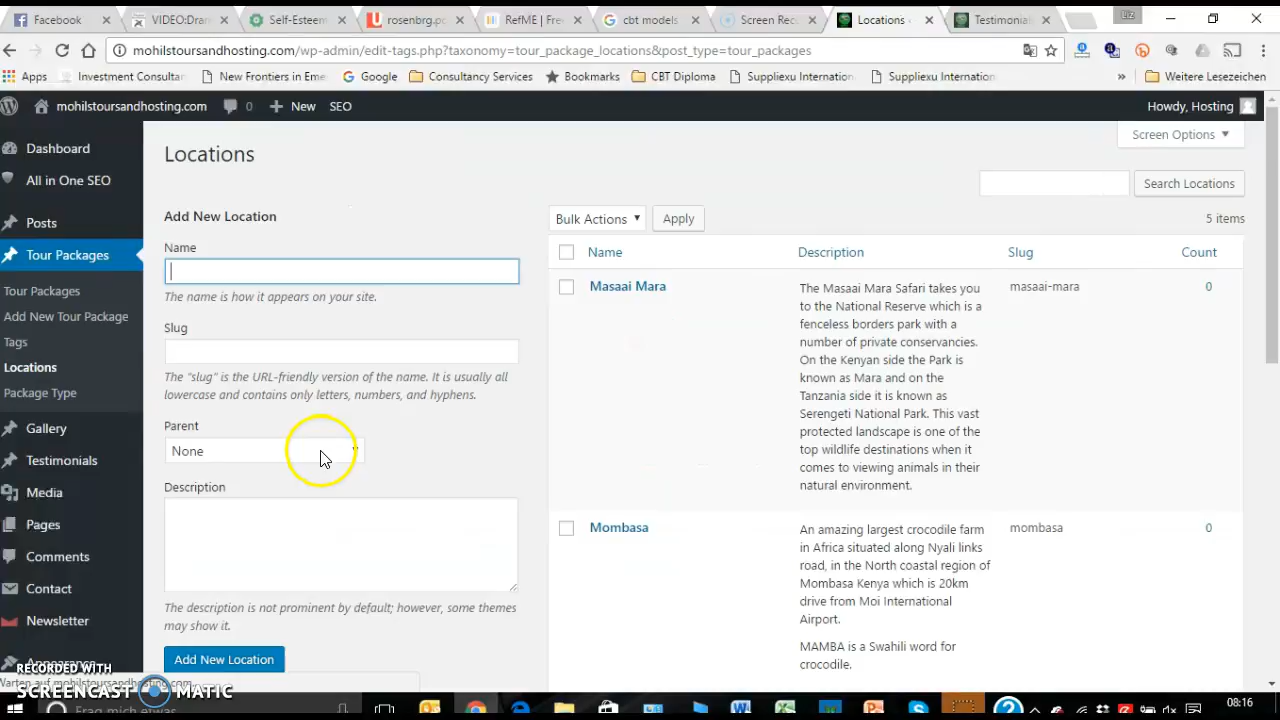 Facebook
VIDEO:Dram
Self-Esteem
rosenbrg.po
RefME | Free
cbt models
Screen Reco
Locations
Testimonia
Liz
mohilstoursandhosting.com/wp-admin/edit-tags.php?taxonomy=tour_package_locations&post_type=tour_packages
Apps
Investment Consultan
New Frontiers in Eme
Google
Consultancy Services
Bookmarks
CBT Diploma
Suppliexu Internation
Suppliexu Internation
»
Weitere Lesezeichen
mohilstoursandhosting.com
0
New
SEO
Howdy, Hosting
Dashboard
All in One SEO
Posts
Tour Packages
Tour Packages
Add New Tour Package
Tags
Locations
Package Type
Gallery
Testimonials
Media
Pages
Comments
Contact
Newsletter
Appearance
Screen Options
Locations
Search Locations
Add New Location
Name
The name is how it appears on your site.
Slug
The "slug" is the URL-friendly version of the name. It is usually all
lowercase and contains only letters, numbers, and hyphens.
Parent
None
Description
The description is not prominent by default; however, some themes
may show it.
Add New Location
Bulk Actions
Apply
5 items
Name Description Slug Count
Masaai Mara
The Masaai Mara Safari takes you
to the National Reserve which is a
fenceless borders park with a
number of private conservancies.
On the Kenyan side the Park is
known as Mara and on the
Tanzania side it is known as
Serengeti National Park. This vast
protected landscape is one of the
top wildlife destinations when it
comes to viewing animals in their
natural environment.
masaai-mara
0
Mombasa
An amazing largest crocodile farm
in Africa situated along Nyali links
road, in the North coastal region of
Mombasa Kenya which is 20km
drive from Moi International
Airport.
MAMBA is a Swahili word for
crocodile.
mombasa
0
Warten auf mohilstoursandhosting.com...
RECORDED WITH
SCREENCAST MATIC
Frag mich etwas
08:16